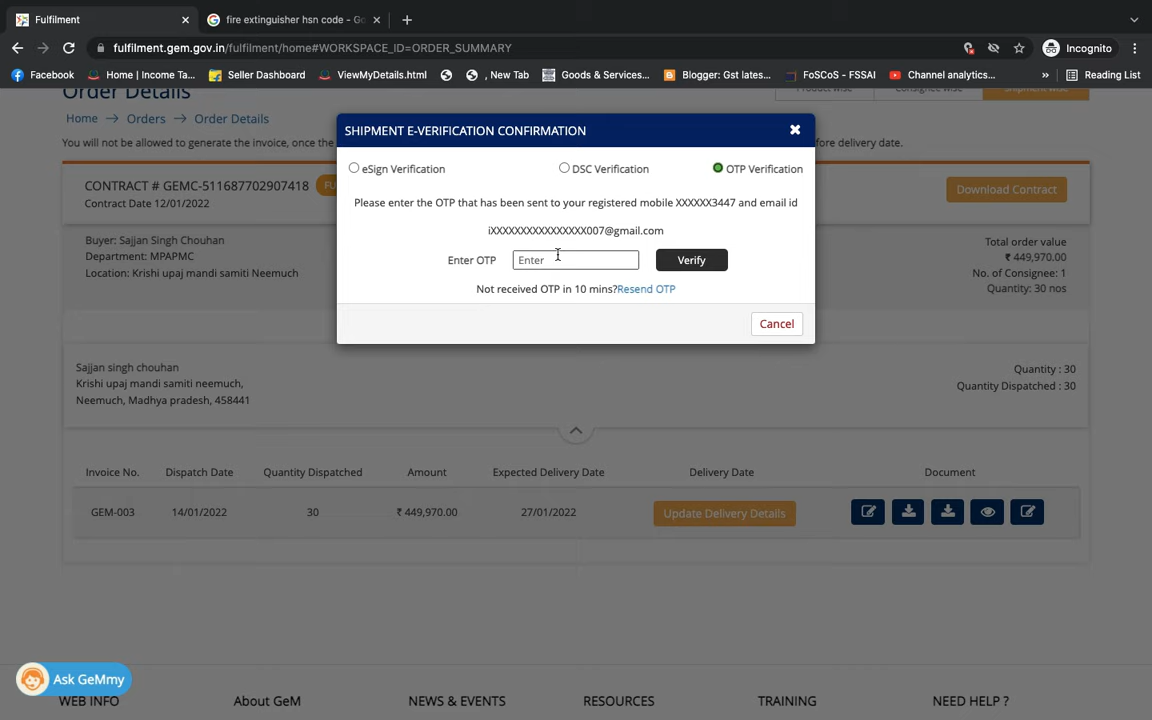 Fulfilment
fire extinguisher hsn code - Go
fulfilment.gem.gov.in/fulfilment/home#WORKSPACE_ID=ORDER_SUMMARY
Incognito
Facebook
Home | Income Ta...
Seller Dashboard
ViewMyDetails.html
, New Tab
Goods & Services...
Blogger: Gst lates...
FoSCoS - FSSAI
Channel analytics...
»
Reading List
Order Details
Product wise
Consignee wise
Shipment wise
Home → Orders → Order Details
You will not be allowed to generate the invoice, once the
fore delivery date.
SHIPMENT E-VERIFICATION CONFIRMATION
eSign Verification
DSC Verification
OTP Verification
Please enter the OTP that has been sent to your registered mobile XXXXXX3447 and email id
iXXXXXXXXXXXXXXXX007@gmail.com
Enter OTP
Enter
Verify
Not received OTP in 10 mins?Resend OTP
Cancel
CONTRACT # GEMC-511687702907418
FU
Contract Date 12/01/2022
Download Contract
Buyer: Sajjan Singh Chouhan
Department: MPAPMC
Location: Krishi upaj mandi samiti Neemuch
Total order value
₹ 449,970.00
No. of Consignee: 1
Quantity: 30 nos
Sajjan singh chouhan
Krishi upaj mandi samiti neemuch,
Neemuch, Madhya pradesh, 458441
Quantity : 30
Quantity Dispatched : 30
Invoice No.
Dispatch Date
Quantity Dispatched
Amount
Expected Delivery Date
Delivery Date
Document
GEM-003
14/01/2022
30
₹ 449,970.00
27/01/2022
Update Delivery Details
Ask GeMmy
WEB INFO
About GeM
NEWS & EVENTS
RESOURCES
TRAINING
NEED HELP ?